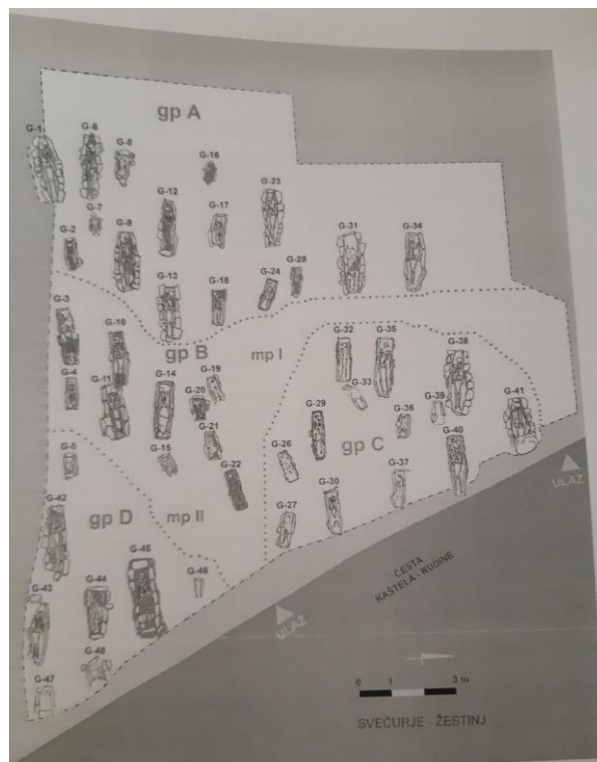 gp A
G-1
G-6
G-8
G-16
G-7
G-12
G-17
G-23
G-2
G-9
G-31
G-34
G-13
G-18
G-24
G-28
G-3
G-10
gp B
mp I
G-32
G-35
G-38
G-4
G-11
G-14
G-19
G-20
G-33
G-29
G-36
G-39
G-41
G-5
G-15
G-21
G-22
G-26
gp C
G-40
G-37
G-42
gp D
mp II
G-27
G-30
ULAZ
G-45
G-46
CESTA
KAŠTELA - RUDINE
G-43
G-44
ULAZ
G-48
G-47
0 1 3 m
SVEĆURJE - ŽESTINJ